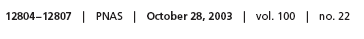 12804–12807 | PNAS | October 28, 2003 | vol. 100 | no. 22